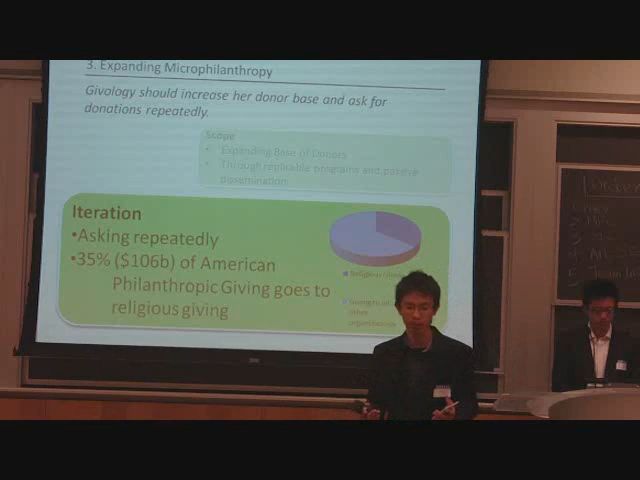 3. Expanding Microphilanthropy
Givology should increase her donor base and ask for
donations repeatedly.
Scope
• Expanding Base of Donors
• Through replicable programs and passive
dissemination
Iteration
•Asking repeatedly
•35% ($106b) of American
Philanthropic Giving goes to
religious giving
Religious